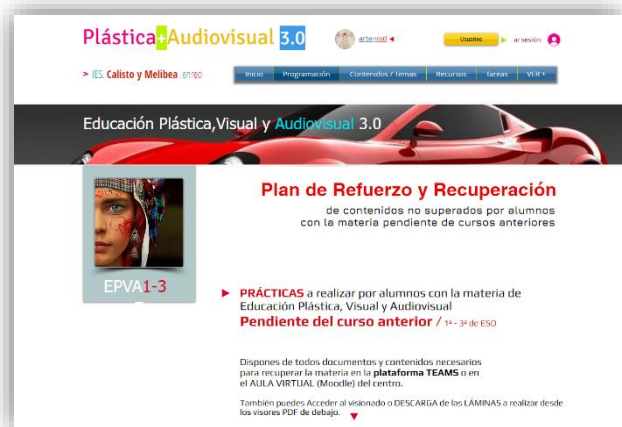 Plástica+Audiovisual 3.0
artenred
Usuarios
ar sesión
> IES. Calisto y Melibea .enred
Inicio Programación Contenidos / Temas Recursos Tareas VER +
Educación Plástica,Visual y Audiovisual 3.0
EPVA1-3
Plan de Refuerzo y Recuperación
de contenidos no superados por alumnos
con la materia pendiente de cursos anteriores
PRÁCTICAS a realizar por alumnos con la materia de
Educación Plástica, Visual y Audiovisual
Pendiente del curso anterior / 1º - 3º de ESO
Dispones de todos documentos y contenidos necesarios
para recuperar la materia en la plataforma TEAMS o en
el AULA VIRTUAL (Moodle) del centro.
También puedes Acceder al visionado o DESCARGA de las LÁMINAS a realizar desde
los visores PDF de debajo.